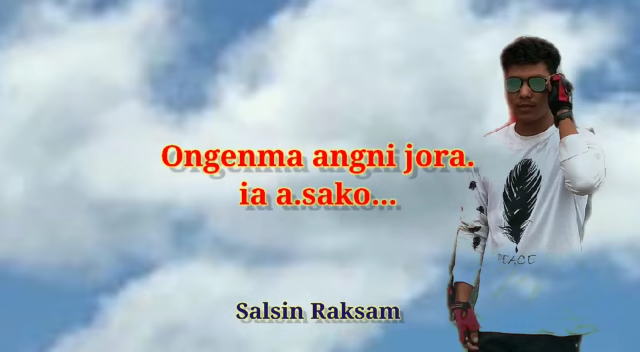 Ongenma angni jora.
ia a.sako...
PEACE
Salsin Raksam